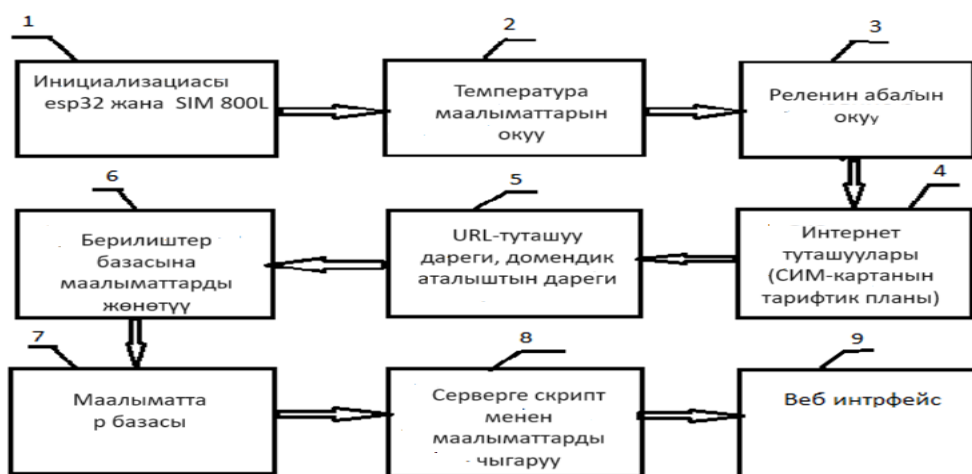 1
Инициализациясы
esp32 жана SIM 800L
2
Температура
маалыматтарын
окуу
3
Реленин абалын
окуу
6
Берилиштер
базасына
маалыматтарды
жөнөтүү
5
URL-туташуу
дареги, домендик
аталыштын дареги
4
Интернет
туташуулары
(СИМ-картанын
тарифтик планы)
7
Маалыматта
р базасы
8
Серверге скрипт
менен
маалыматтарды
чыгаруу
9
Веб интрфейс